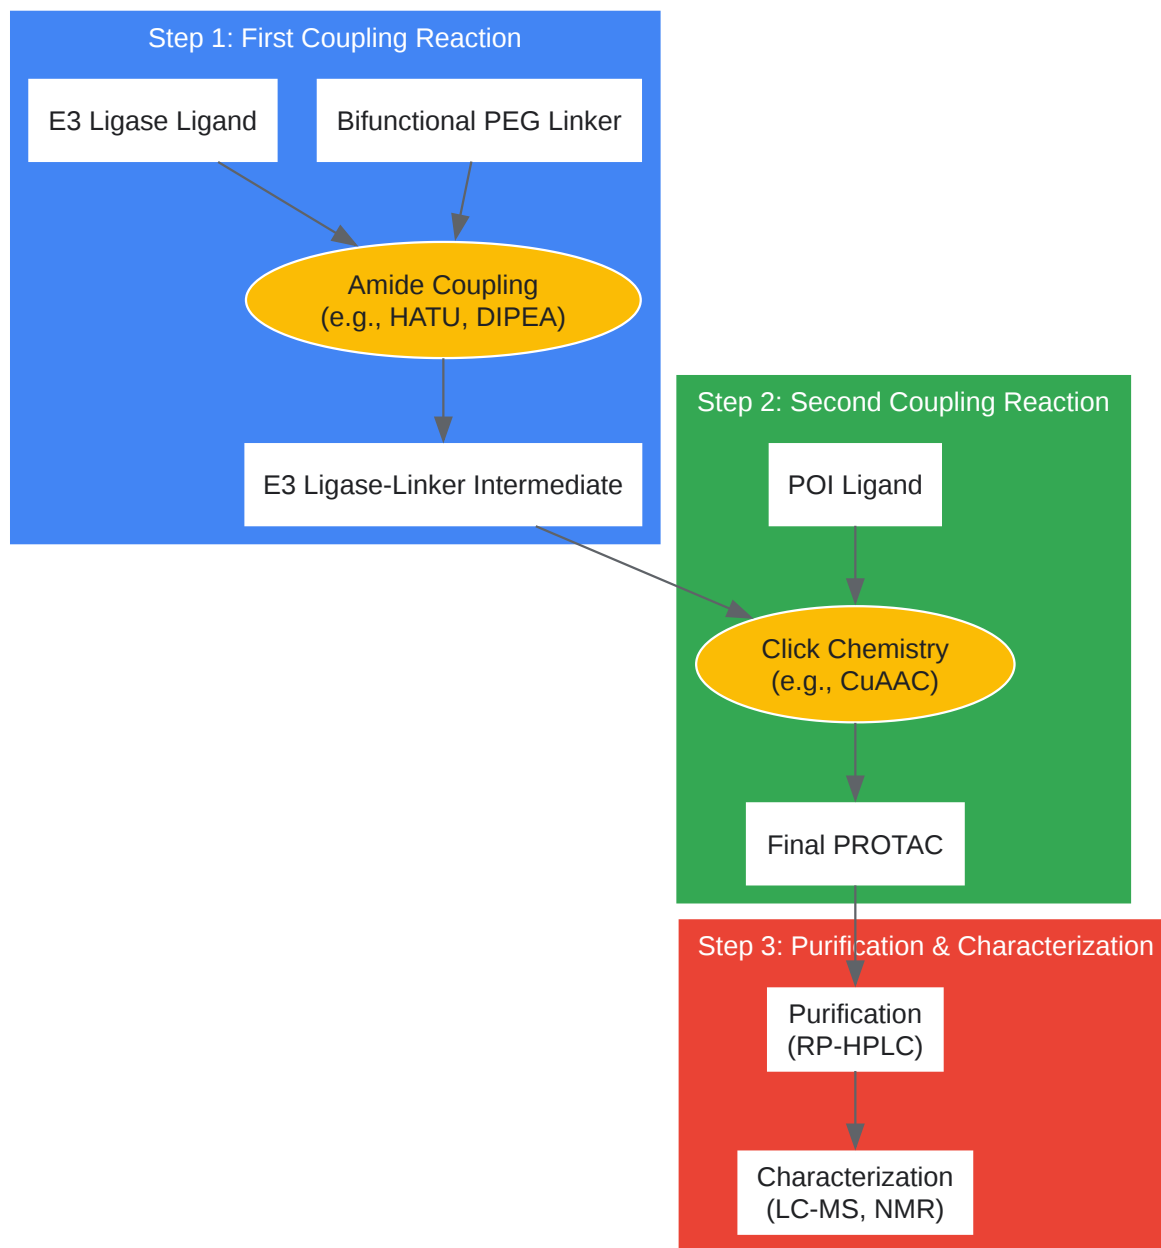 Step 1: First Coupling Reaction
E3 Ligase Ligand
Bifunctional PEG Linker
Amide Coupling
(e.g., HATU, DIPEA)
E3 Ligase-Linker Intermediate
Step 2: Second Coupling Reaction
POI Ligand
Click Chemistry
(e.g., CuAAC)
Final PROTAC
Step 3: Purification & Characterization
Purification
(RP-HPLC)
Characterization
(LC-MS, NMR)